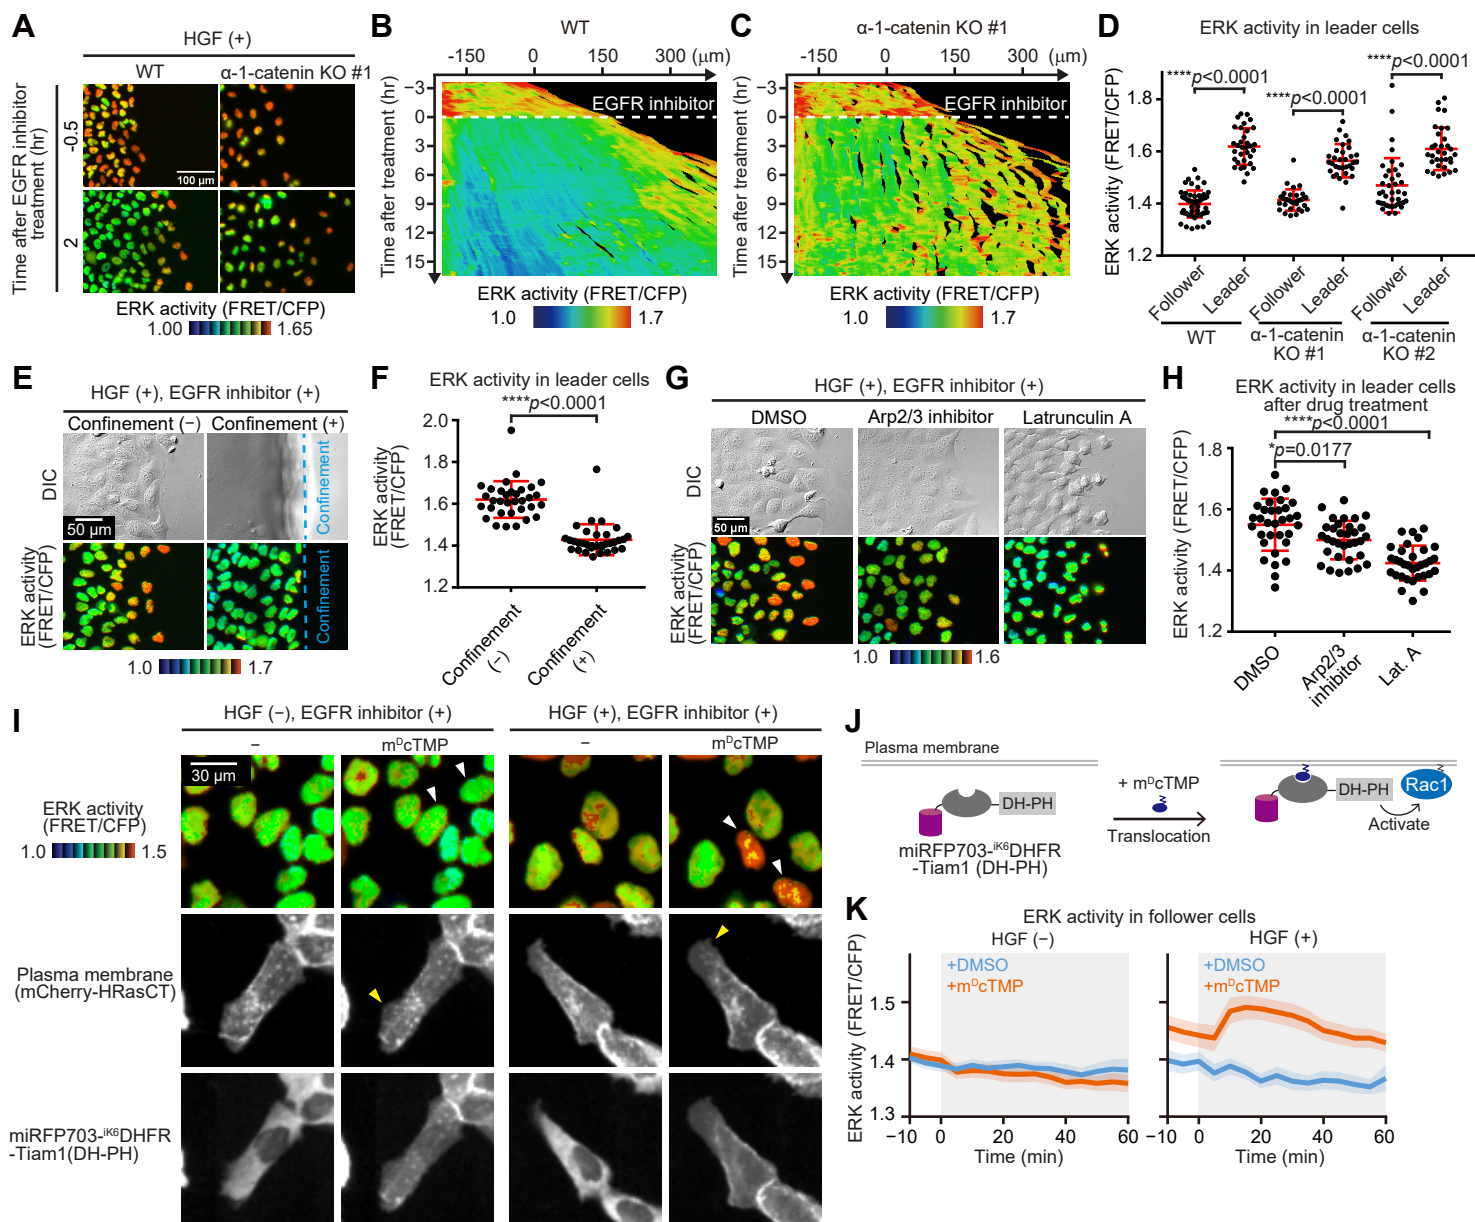 A
HGF (+)
WT
α-1-catenin KO #1
Time after EGFR inhibitor
treatment (hr)
-0.5
2
100 µm
ERK activity (FRET/CFP)
1.00
1.65
B
WT
-150
0
150
300
(µm)
Time after treatment (hr)
−3
0
3
6
9
12
15
EGFR inhibitor
ERK activity (FRET/CFP)
1.0
1.7
C
α-1-catenin KO #1
-150
0
150
300
(µm)
Time after treatment (hr)
−3
0
3
6
9
12
15
EGFR inhibitor
ERK activity (FRET/CFP)
1.0
1.7
D
ERK activity in leader cells
****p<0.0001
****p<0.0001
****p<0.0001
ERK activity (FRET/CFP)
1.8
1.6
1.4
1.2
Follower
Leader
Follower
Leader
Follower
Leader
WT
α-1-catenin
KO #1
α-1-catenin
KO #2
E
HGF (+), EGFR inhibitor (+)
Confinement (−)
Confinement (+)
DIC
50 µm
Confinement
ERK activity
(FRET/CFP)
Confinement
1.0
1.7
F
ERK activity in leader cells
****p<0.0001
ERK activity
(FRET/CFP)
2.0
1.8
1.6
1.4
1.2
Confinement
(−)
Confinement
(+)
G
HGF (+), EGFR inhibitor (+)
DMSO
Arp2/3 inhibitor
Latrunculin A
DIC
50 µm
ERK activity
(FRET/CFP)
1.0
1.6
H
ERK activity in leader cells
after drug treatment
****p<0.0001
*p=0.0177
ERK activity (FRET/CFP)
1.8
1.6
1.4
1.2
DMSO
Arp2/3
inhibitor
Lat. A
I
HGF (−), EGFR inhibitor (+)
HGF (+), EGFR inhibitor (+)
−
mDcTMP
−
mDcTMP
30 µm
ERK activity
(FRET/CFP)
1.0
1.5
Plasma membrane
(mCherry-HRasCT)
miRFP703-iK6DHFR
-Tiam1(DH-PH)
J
Plasma membrane
DH-PH
miRFP703-iK6DHFR
-Tiam1 (DH-PH)
+ mDcTMP
Translocation
DH-PH
Rac1
Activate
K
ERK activity in follower cells
HGF (−)
HGF (+)
ERK activity (FRET/CFP)
+DMSO
+mDcTMP
+DMSO
+mDcTMP
1.5
1.4
1.3
−10
0
20
40
60
−10
0
20
40
60
Time (min)
Time (min)